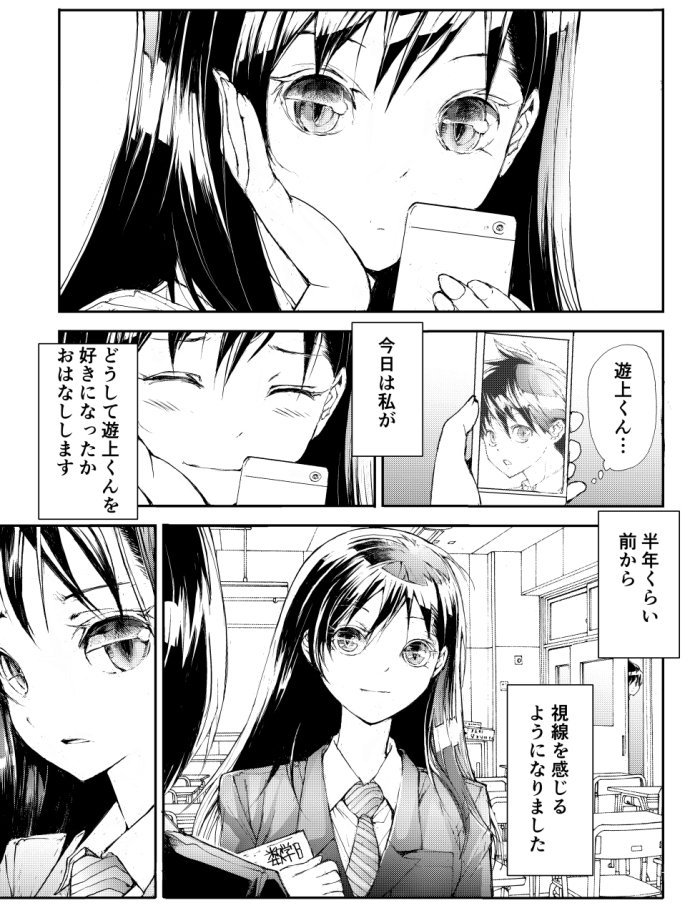 遊上くん…
今日は私が
どうして遊上くんを
好きになったか
おはなしします
半年くらい
前から
視線を感じる
ようになりました